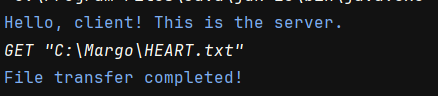 Hello, client! This is the server.
GET "C:\Margo\HEART.txt"
File transfer completed!